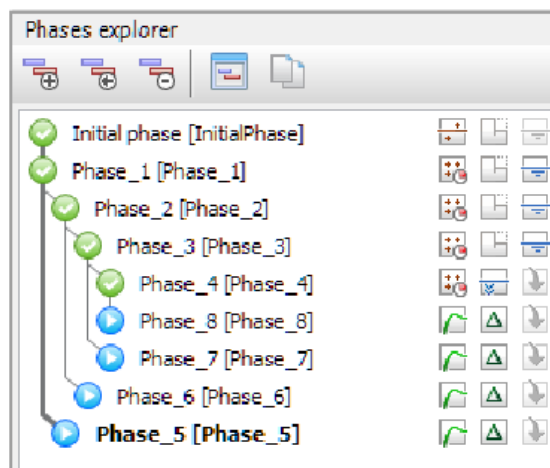 Phases explorer
Initial phase [InitialPhase]
Phase_1 [Phase_1]
Phase_2 [Phase_2]
Phase_3 [Phase_3]
Phase_4 [Phase_4]
Phase_8 [Phase_8]
Phase_7 [Phase_7]
Phase_6 [Phase_6]
Phase_5 [Phase_5]